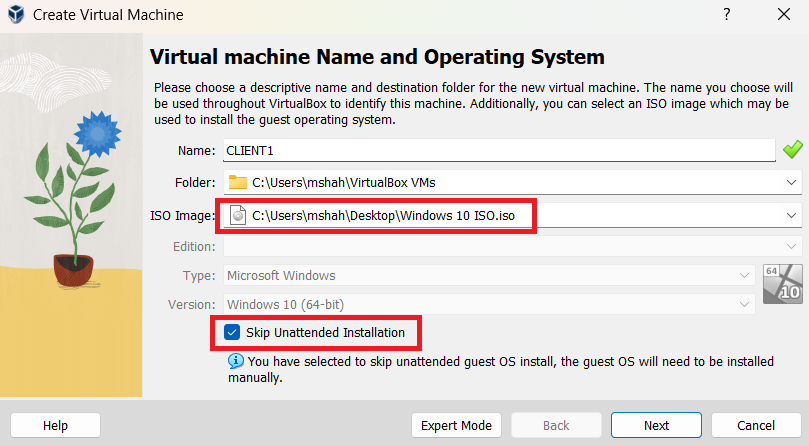 Create Virtual Machine
?
Virtual machine Name and Operating System
Please choose a descriptive name and destination folder for the new virtual machine. The name you choose will
be used throughout VirtualBox to identify this machine. Additionally, you can select an ISO image which may be
used to install the guest operating system.
Name: CLIENT1
Folder: C:\Users\mshah\VirtualBox VMs
ISO Image: C:\Users\mshah\Desktop\Windows 10 ISO.iso
Edition:
Type: Microsoft Windows
64
10
Version: Windows 10 (64-bit)
Skip Unattended Installation
You have selected to skip unattended guest OS install, the guest OS will need to be installed
manually.
Help Expert Mode Back Next Cancel